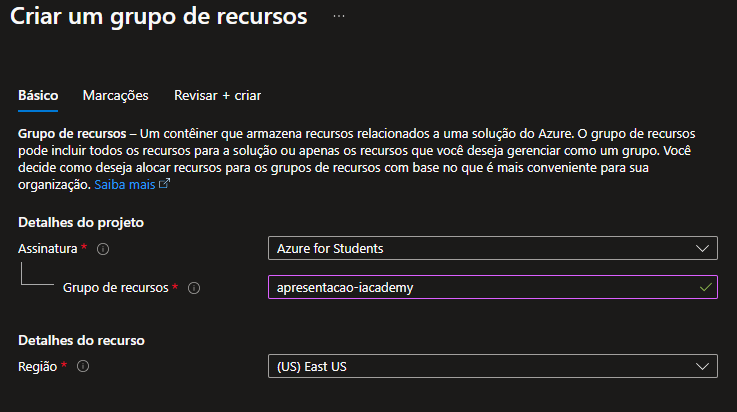 Criar um grupo de recursos ...
Básico Marcações Revisar + criar
Grupo de recursos – Um contêiner que armazena recursos relacionados a uma solução do Azure. O grupo de recursos
pode incluir todos os recursos para a solução ou apenas os recursos que você deseja gerenciar como um grupo. Você
decide como deseja alocar recursos para os grupos de recursos com base no que é mais conveniente para sua
organização. Saiba mais
Detalhes do projeto
Assinatura * Azure for Students
Grupo de recursos * apresentacao-iacademy
Detalhes do recurso
Região * (US) East US